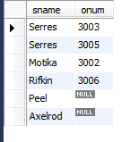 sname onum
Serres 3003
Serres 3005
Motika 3002
Rifkin 3006
Peel NULL
Axelrod NULL